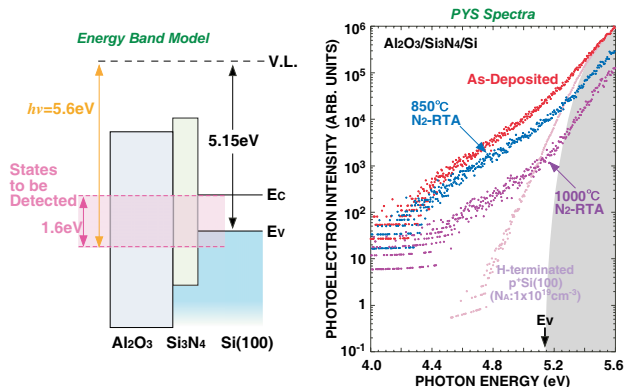 Energy Band Model
V.L.
hν=5.6eV
5.15eV
States
to be
Detected
1.6eV
EC
EV
Al2O3
Si3N4
Si(100)
PYS Spectra
PHOTOELECTRON INTENSITY (ARB. UNITS)
10^6
10^5
10^4
10^3
10^2
10
1
10^-1
Al2O3/Si3N4/Si
As-Deposited
850℃
N2-RTA
1000℃
N2-RTA
H-terminated
p+Si(100)
(NA:1x10^19cm-3)
Ev
4.0
4.4
4.8
5.2
5.6
PHOTON ENERGY (eV)